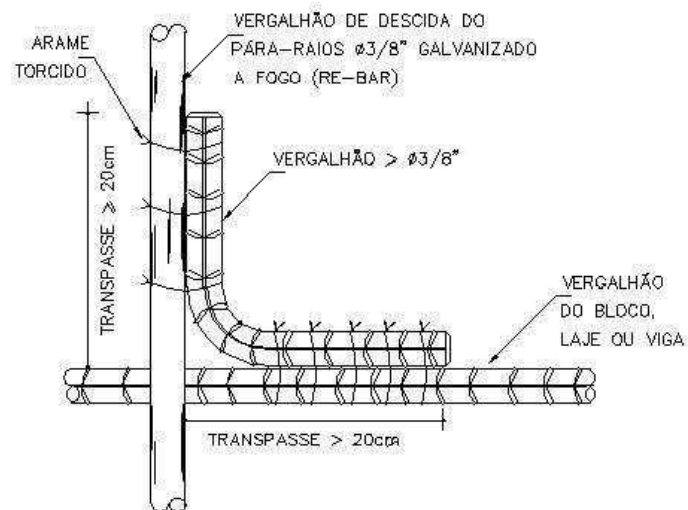 VERGALHÃO DE DESCIDA DO
PÁRA-RAIOS ø3/8" GALVANIZADO
A FOGO (RE-BAR)
ARAME
TORCIDO
VERGALHÃO > ø3/8"
TRANSPASSE > 20cm
VERGALHÃO
DO BLOCO,
LAJE OU VIGA
TRANSPASSE > 20cm